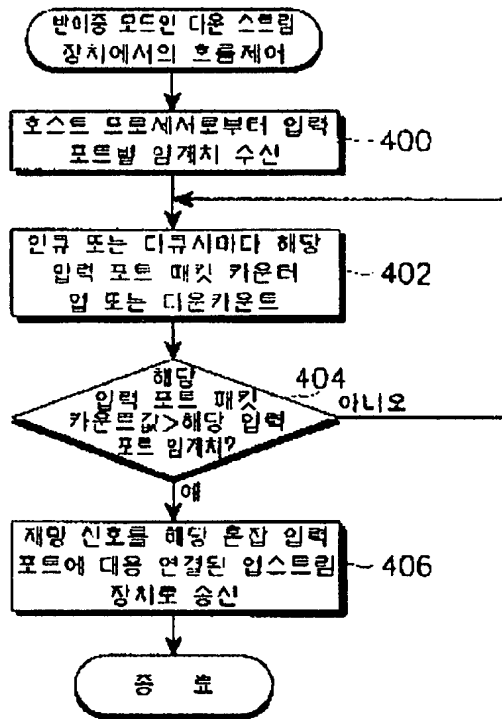 반이중 모드인 다운 스트림
장치에서의 흐름제어
호스트 프로세서로부터 입력
포트별 임계치 수신
400
인큐 또는 디큐시마다 해당
입력 포트 패킷 카운터
업 또는 다운카운트
402
해당
입력 포트 패킷
카운트값>해당 입력
포트 임계치?
404
아니오
예
재밍 신호를 해당 혼잡 입력
포트에 대응 연결된 업스트림
장치로 송신
406
종 료